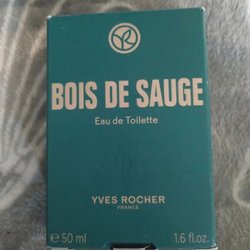 BOIS DE SAUGE
Eau de Toilette
YVES ROCHER
FRANCE
℮ 50 ml 1.6 fl.oz.